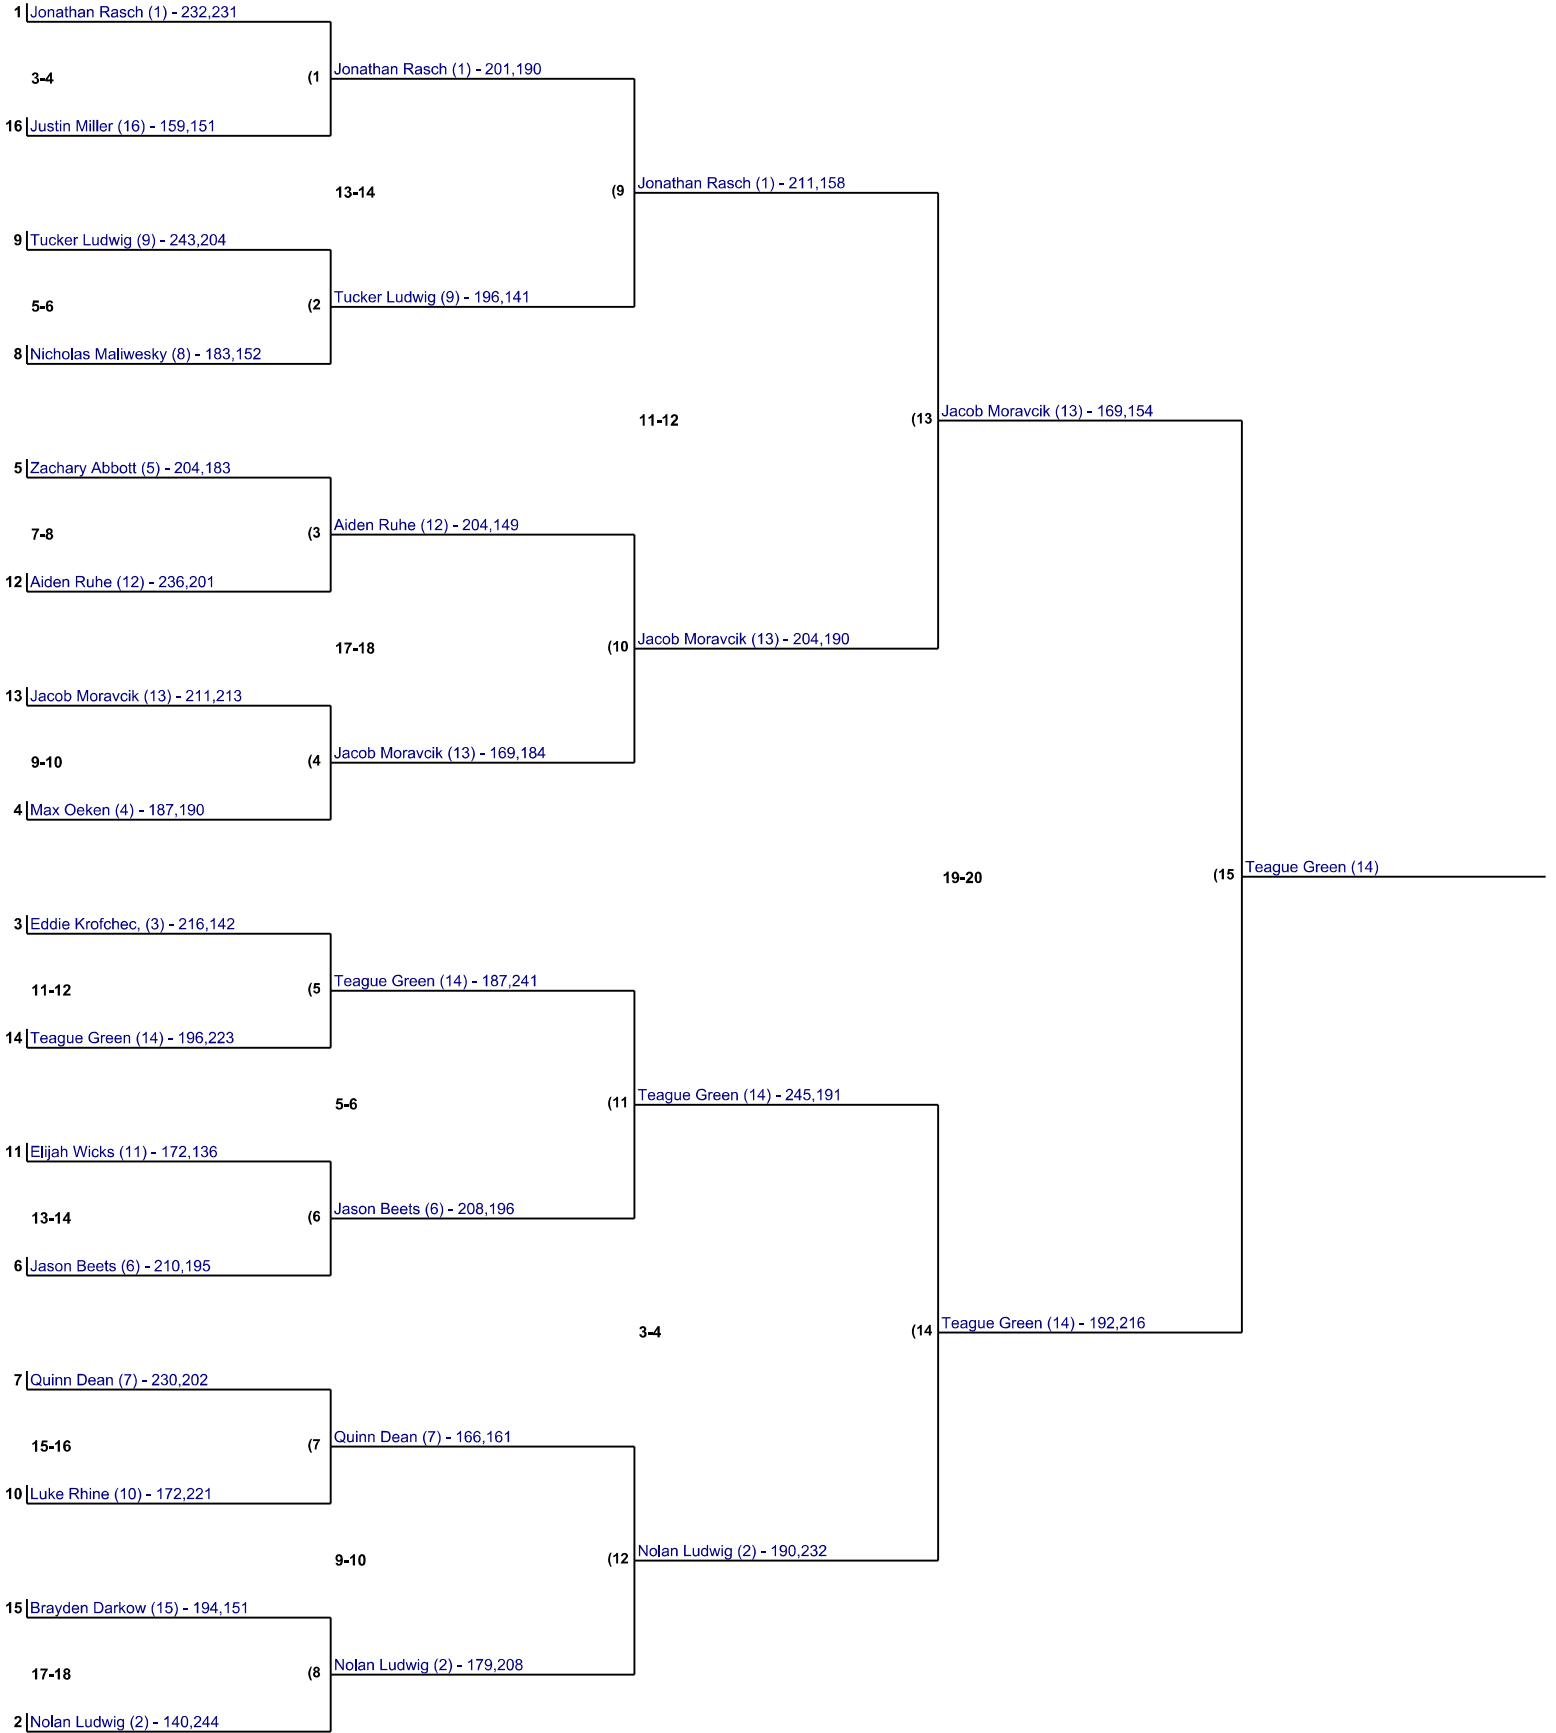 1 Jonathan Rasch (1) - 232,231
3-4 (1 Jonathan Rasch (1) - 201,190
16 Justin Miller (16) - 159,151
13-14 (9 Jonathan Rasch (1) - 211,158
9 Tucker Ludwig (9) - 243,204
5-6 (2 Tucker Ludwig (9) - 196,141
8 Nicholas Maliwesky (8) - 183,152
11-12 (13 Jacob Moravcik (13) - 169,154
5 Zachary Abbott (5) - 204,183
7-8 (3 Aiden Ruhe (12) - 204,149
12 Aiden Ruhe (12) - 236,201
17-18 (10 Jacob Moravcik (13) - 204,190
13 Jacob Moravcik (13) - 211,213
9-10 (4 Jacob Moravcik (13) - 169,184
4 Max Oeken (4) - 187,190
19-20 (15 Teague Green (14)
3 Eddie Krofchec, (3) - 216,142
11-12 (5 Teague Green (14) - 187,241
14 Teague Green (14) - 196,223
5-6 (11 Teague Green (14) - 245,191
11 Elijah Wicks (11) - 172,136
13-14 (6 Jason Beets (6) - 208,196
6 Jason Beets (6) - 210,195
3-4 (14 Teague Green (14) - 192,216
7 Quinn Dean (7) - 230,202
15-16 (7 Quinn Dean (7) - 166,161
10 Luke Rhine (10) - 172,221
9-10 (12 Nolan Ludwig (2) - 190,232
15 Brayden Darkow (15) - 194,151
17-18 (8 Nolan Ludwig (2) - 179,208
2 Nolan Ludwig (2) - 140,244